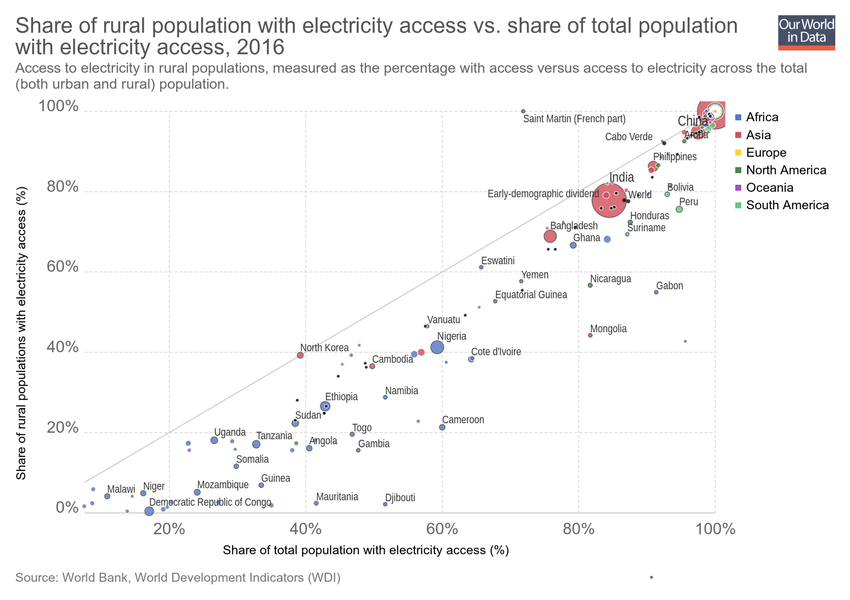 Share of rural population with electricity access vs. share of total population
with electricity access, 2016
Our World
in Data
Access to electricity in rural populations, measured as the percentage with access versus access to electricity across the total
(both urban and rural) population.
100%
Saint Martin (French part)
China
Cabo Verde
Philippines
India
80%
Early-demographic dividend
World
Bolivia
Peru
Honduras
Bangladesh
Suriname
Ghana
60%
Eswatini
Yemen
Nicaragua
Gabon
Equatorial Guinea
Vanuatu
Mongolia
Nigeria
40%
North Korea
Cote d'Ivoire
Cambodia
Namibia
Ethiopia
Sudan
Cameroon
20%
Uganda
Tanzania
Togo
Angola
Gambia
Somalia
Guinea
Mozambique
Niger
Malawi
Mauritania
Djibouti
Democratic Republic of Congo
0%
20%
40%
60%
80%
100%
Share of rural populations with electricity access (%)
Share of total population with electricity access (%)
Africa
Asia
Europe
North America
Oceania
South America
Source: World Bank, World Development Indicators (WDI)